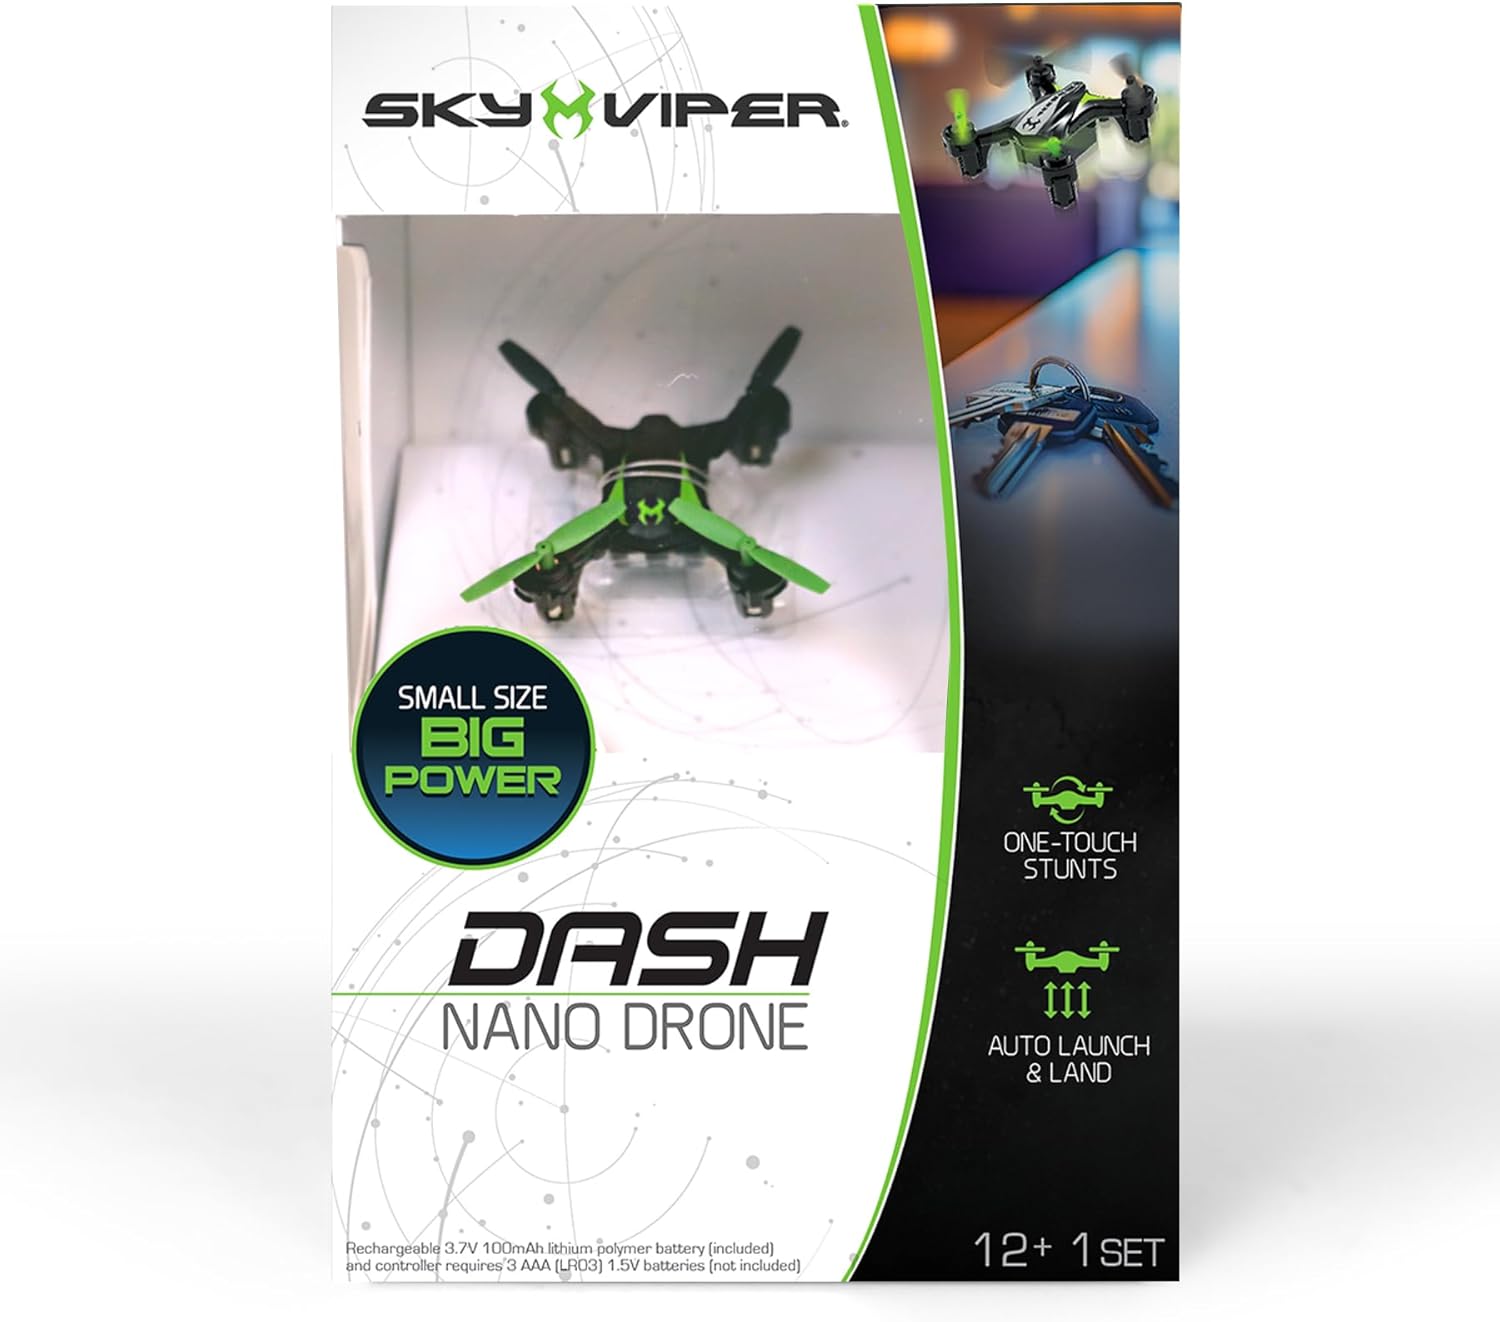 SKY VIPER®
SMALL SIZE
BIG
POWER
DASH
NANO DRONE
ONE-TOUCH
STUNTS
AUTO LAUNCH
& LAND
Rechargeable 3.7V 100mAh lithium polymer battery (included)
and controller requires 3 AAA (LR03) 1.5V batteries (not included)
12+ 1 SET